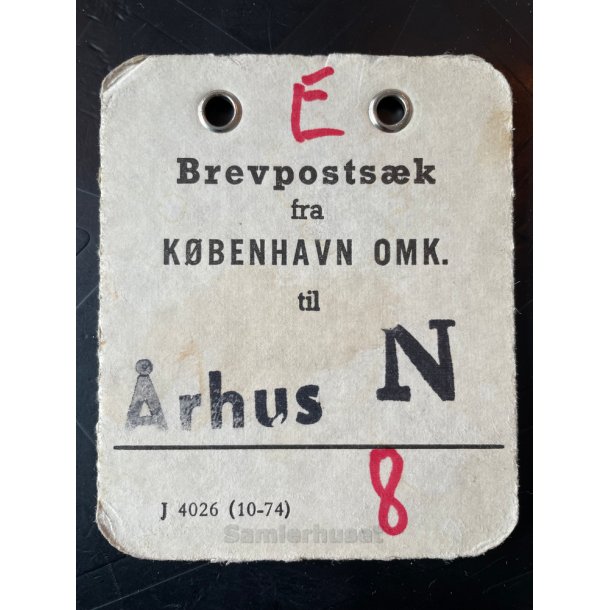 E
Brevpostsæk
fra
KØBENHAVN OMK.
til
Århus N
8
J 4026 (10-74)
Samlerhuset